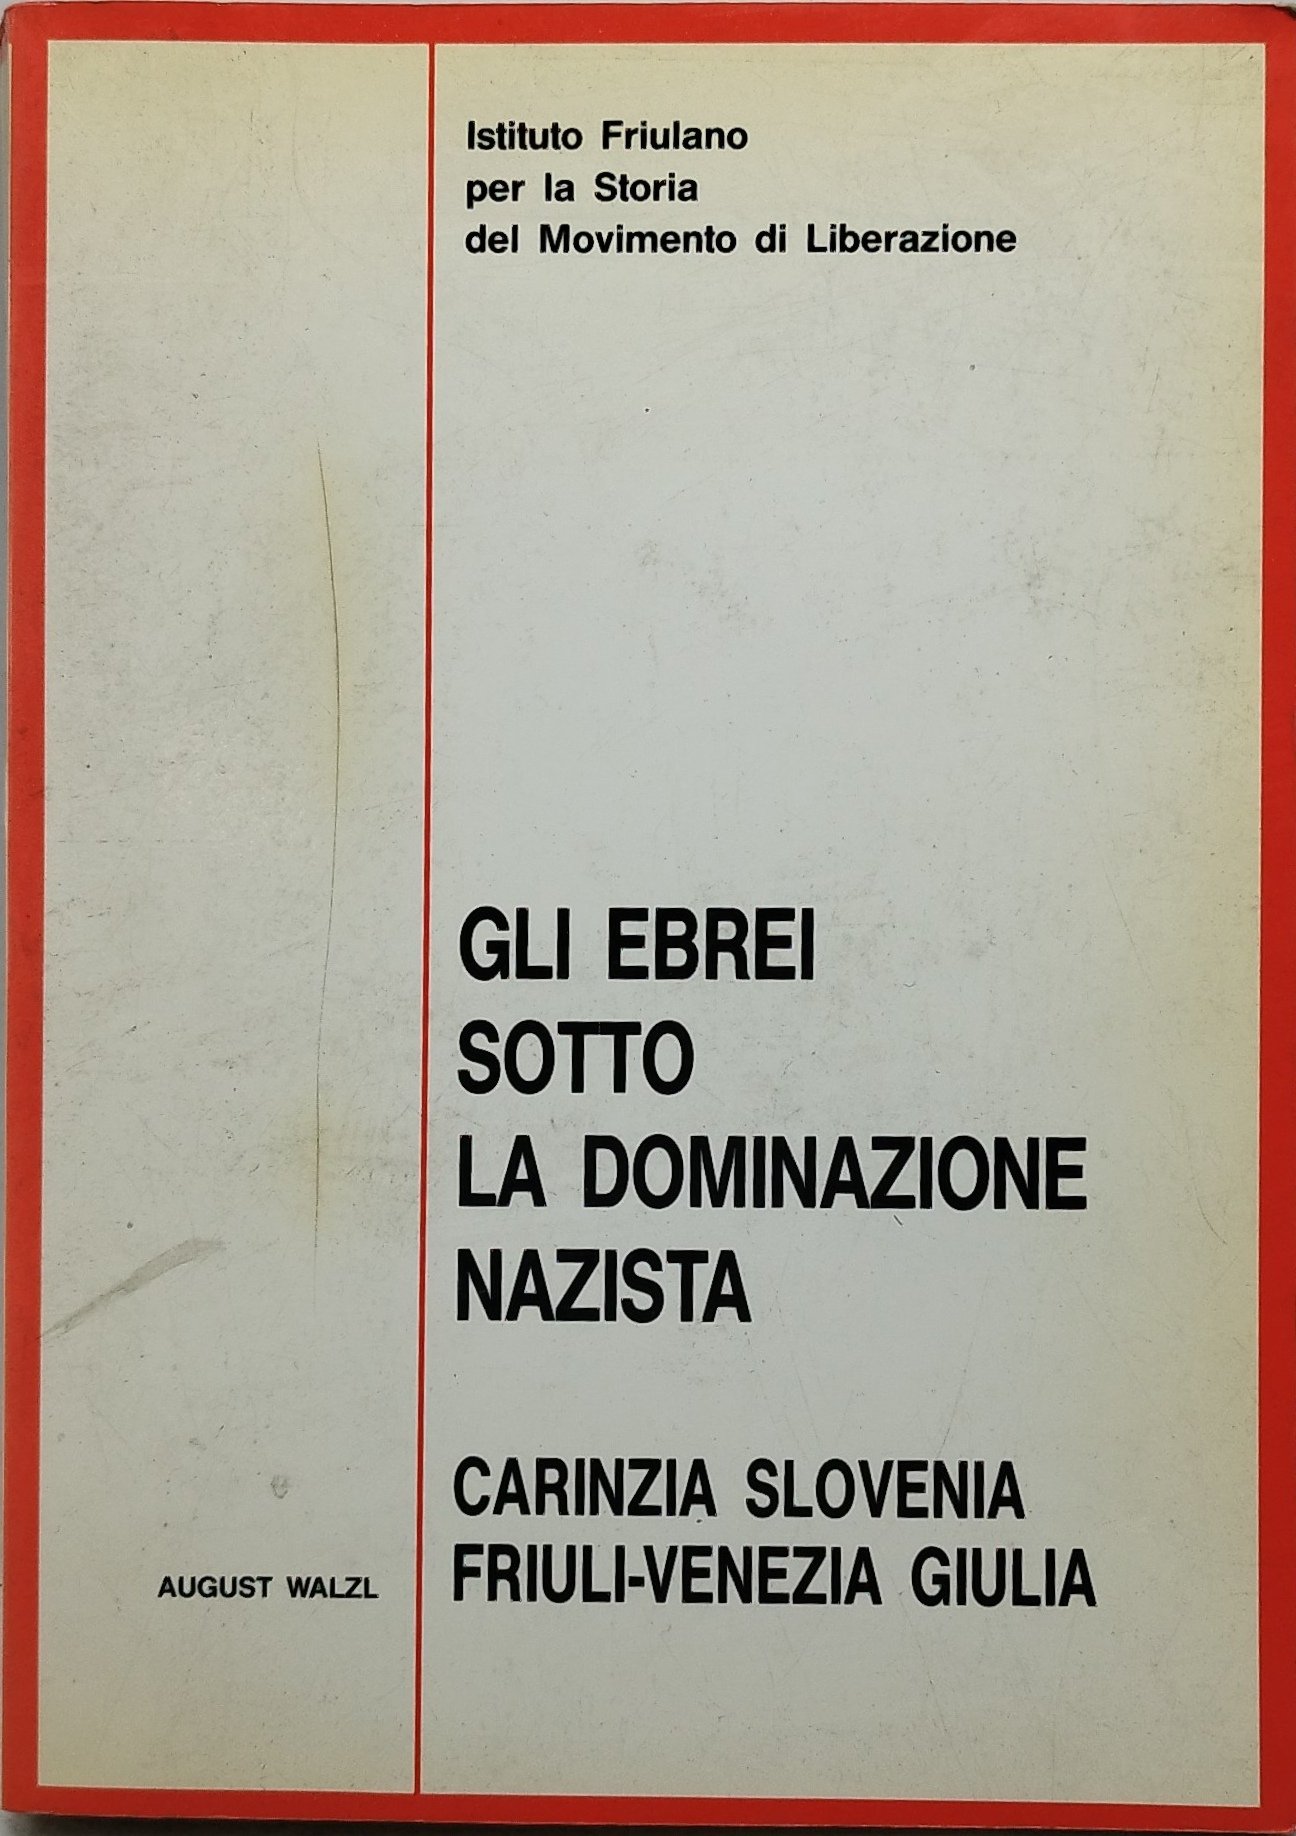 Istituto Friulano
per la Storia
del Movimento di Liberazione
GLI EBREI
SOTTO
LA DOMINAZIONE
NAZISTA
CARINZIA SLOVENIA
FRIULI-VENEZIA GIULIA
AUGUST WALZL